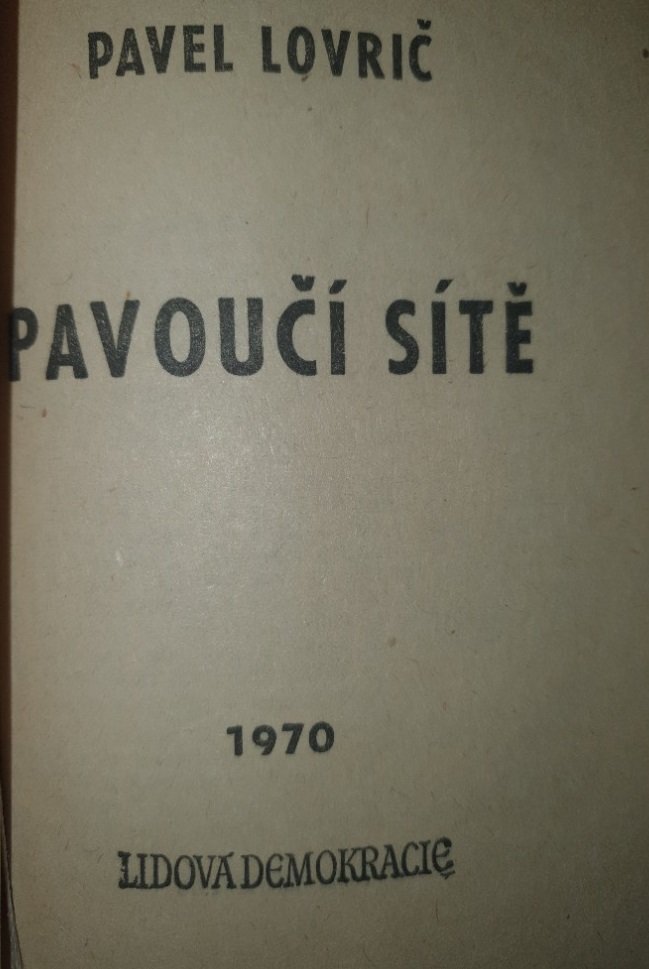 PAVEL LOVRIČ
PAVOUČÍ SÍTĚ
1970
LIDOVÁ DEMOKRACIE